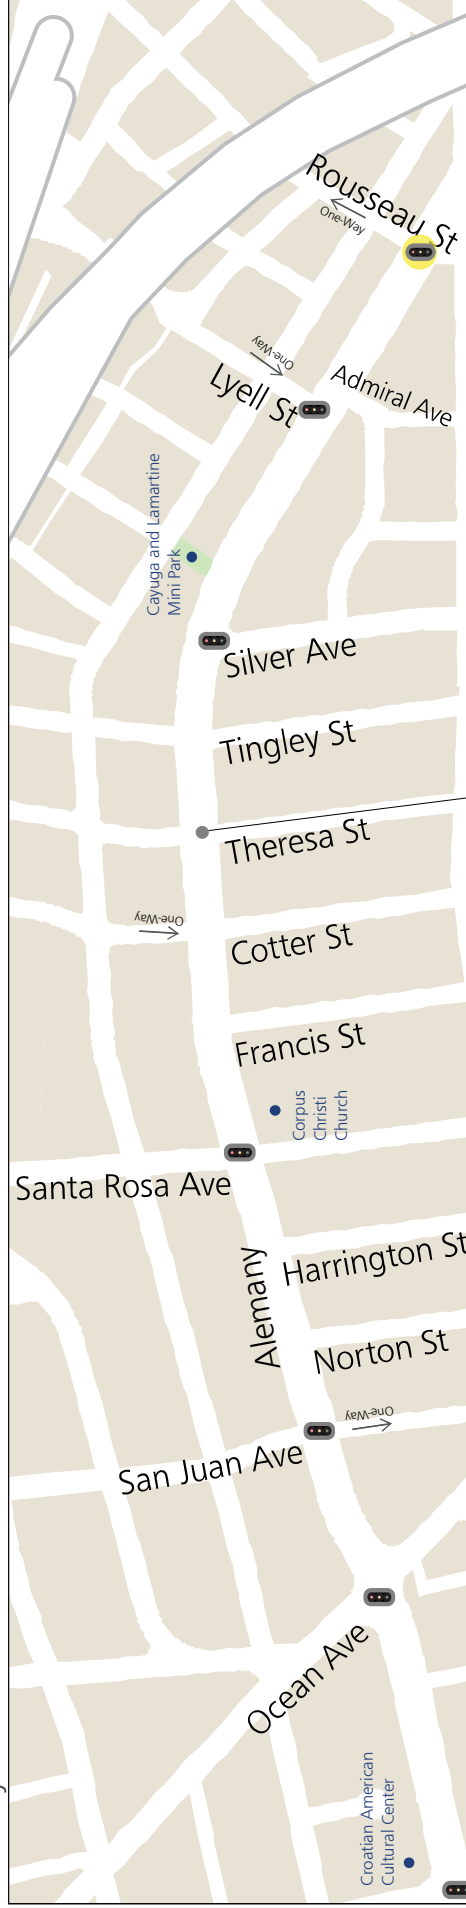 Rousseau St
One-Way
One-Way
Lyell St
Admiral Ave
Cayuga and Lamartine
Mini Park
Silver Ave
Tingley St
Theresa St
One-Way
Cotter St
Francis St
Corpus
Christi
Church
Santa Rosa Ave
Alemany
Harrington St
Norton St
One-Way
San Juan Ave
Ocean Ave
Croatian American
Cultural Center